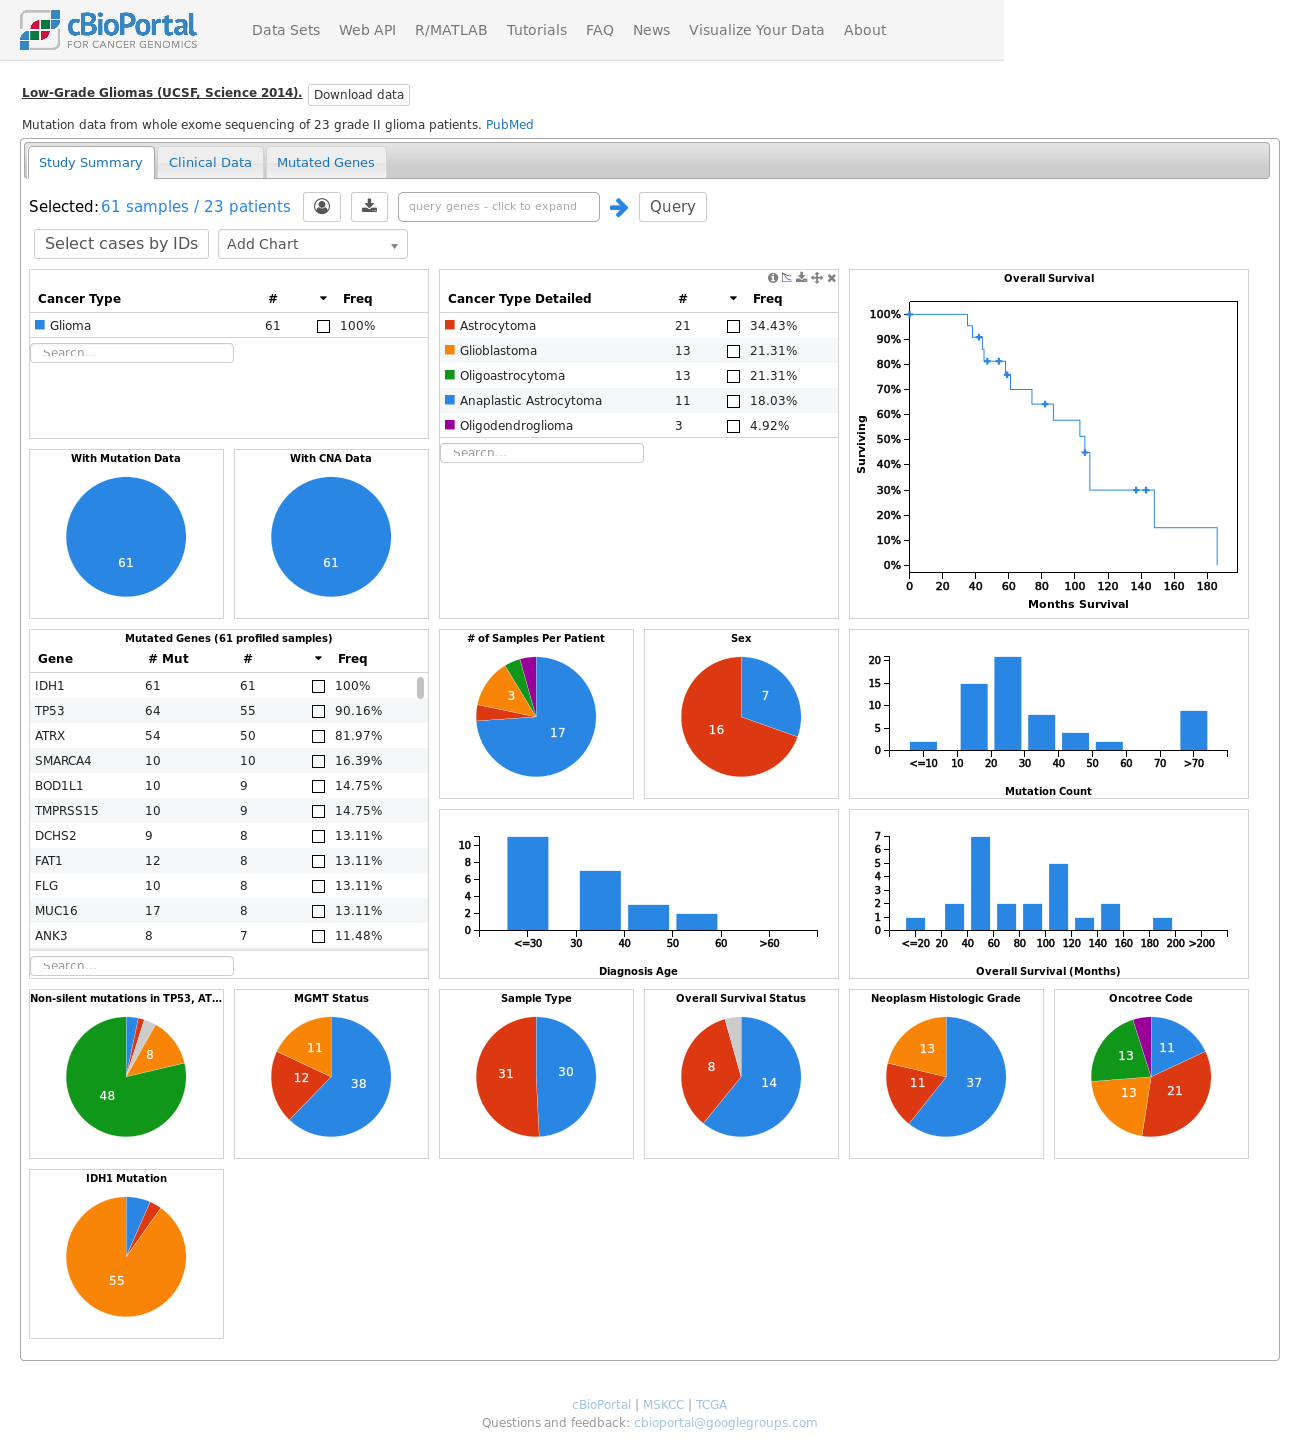 cBioPortal
FOR CANCER GENOMICS
Data Sets Web API R/MATLAB Tutorials FAQ News Visualize Your Data About
Low-Grade Gliomas (UCSF, Science 2014). Download data
Mutation data from whole exome sequencing of 23 grade II glioma patients. PubMed
Study Summary Clinical Data Mutated Genes
Selected: 61 samples / 23 patients query genes - click to expand Query
Select cases by IDs Add Chart
Cancer Type # Freq
Glioma 61 100%
Search...
Cancer Type Detailed # Freq
Astrocytoma 21 34.43%
Glioblastoma 13 21.31%
Oligoastrocytoma 13 21.31%
Anaplastic Astrocytoma 11 18.03%
Oligodendroglioma 3 4.92%
Search...
Overall Survival
100%
90%
80%
70%
60%
50%
40%
30%
20%
10%
0%
Surviving
0 20 40 60 80 100 120 140 160 180
Months Survival
With Mutation Data
61
With CNA Data
61
Mutated Genes (61 profiled samples)
Gene # Mut # Freq
IDH1 61 61 100%
TP53 64 55 90.16%
ATRX 54 50 81.97%
SMARCA4 10 10 16.39%
BOD1L1 10 9 14.75%
TMPRSS15 10 9 14.75%
DCHS2 9 8 13.11%
FAT1 12 8 13.11%
FLG 10 8 13.11%
MUC16 17 8 13.11%
ANK3 8 7 11.48%
Search...
# of Samples Per Patient
3
17
Sex
7
16
20
15
10
5
0
<=10 10 20 30 40 50 60 70 >70
Mutation Count
10
8
6
4
2
0
<=30 30 40 50 60 >60
Diagnosis Age
7
6
5
4
3
2
1
0
<=20 20 40 60 80 100 120 140 160 180 200 >200
Overall Survival (Months)
Non-silent mutations in TP53, AT...
8
48
MGMT Status
11
12
38
Sample Type
31
30
Overall Survival Status
8
14
Neoplasm Histologic Grade
13
11
37
Oncotree Code
11
13
13
21
IDH1 Mutation
55
cBioPortal | MSKCC | TCGA
Questions and feedback: cbioportal@googlegroups.com